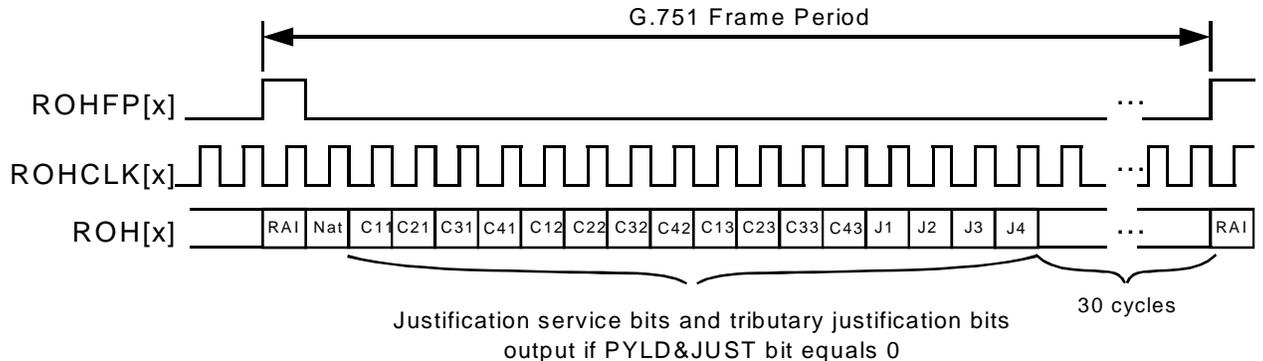 G.751 Frame Period
ROHFP[x]
...
ROHCLK[x]
...
ROH[x]
RAI Nat C11 C21 C31 C41 C12 C22 C32 C42 C13 C23 C33 C43 J1 J2 J3 J4 ... RAI
30 cycles
Justification service bits and tributary justification bits
output if PYLD&JUST bit equals 0